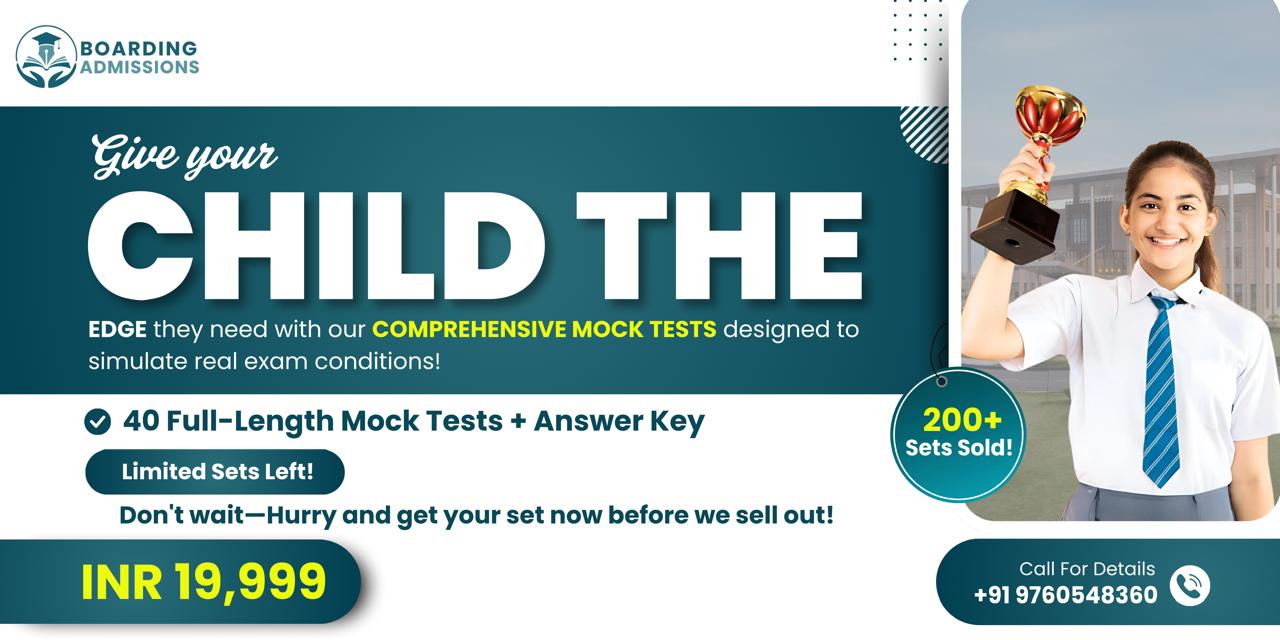 BOARDING
ADMISSIONS
Give your
CHILD THE
EDGE they need with our COMPREHENSIVE MOCK TESTS designed to
simulate real exam conditions!
40 Full-Length Mock Tests + Answer Key
Limited Sets Left!
Don't wait—Hurry and get your set now before we sell out!
INR 19,999
200+
Sets Sold!
Call For Details
+91 9760548360